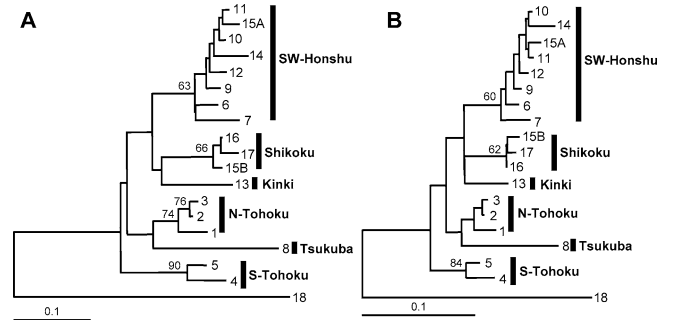 A
11
15A
10
14
12
9
6
7
63
SW-Honshu
16
17
15B
66
Shikoku
13
Kinki
76
3
2
74
1
N-Tohoku
8
Tsukuba
90
5
4
S-Tohoku
18
0.1
B
10
14
15A
11
12
9
6
7
60
SW-Honshu
15B
17
16
62
Shikoku
13
Kinki
3
2
1
N-Tohoku
8
Tsukuba
84
5
4
S-Tohoku
18
0.1